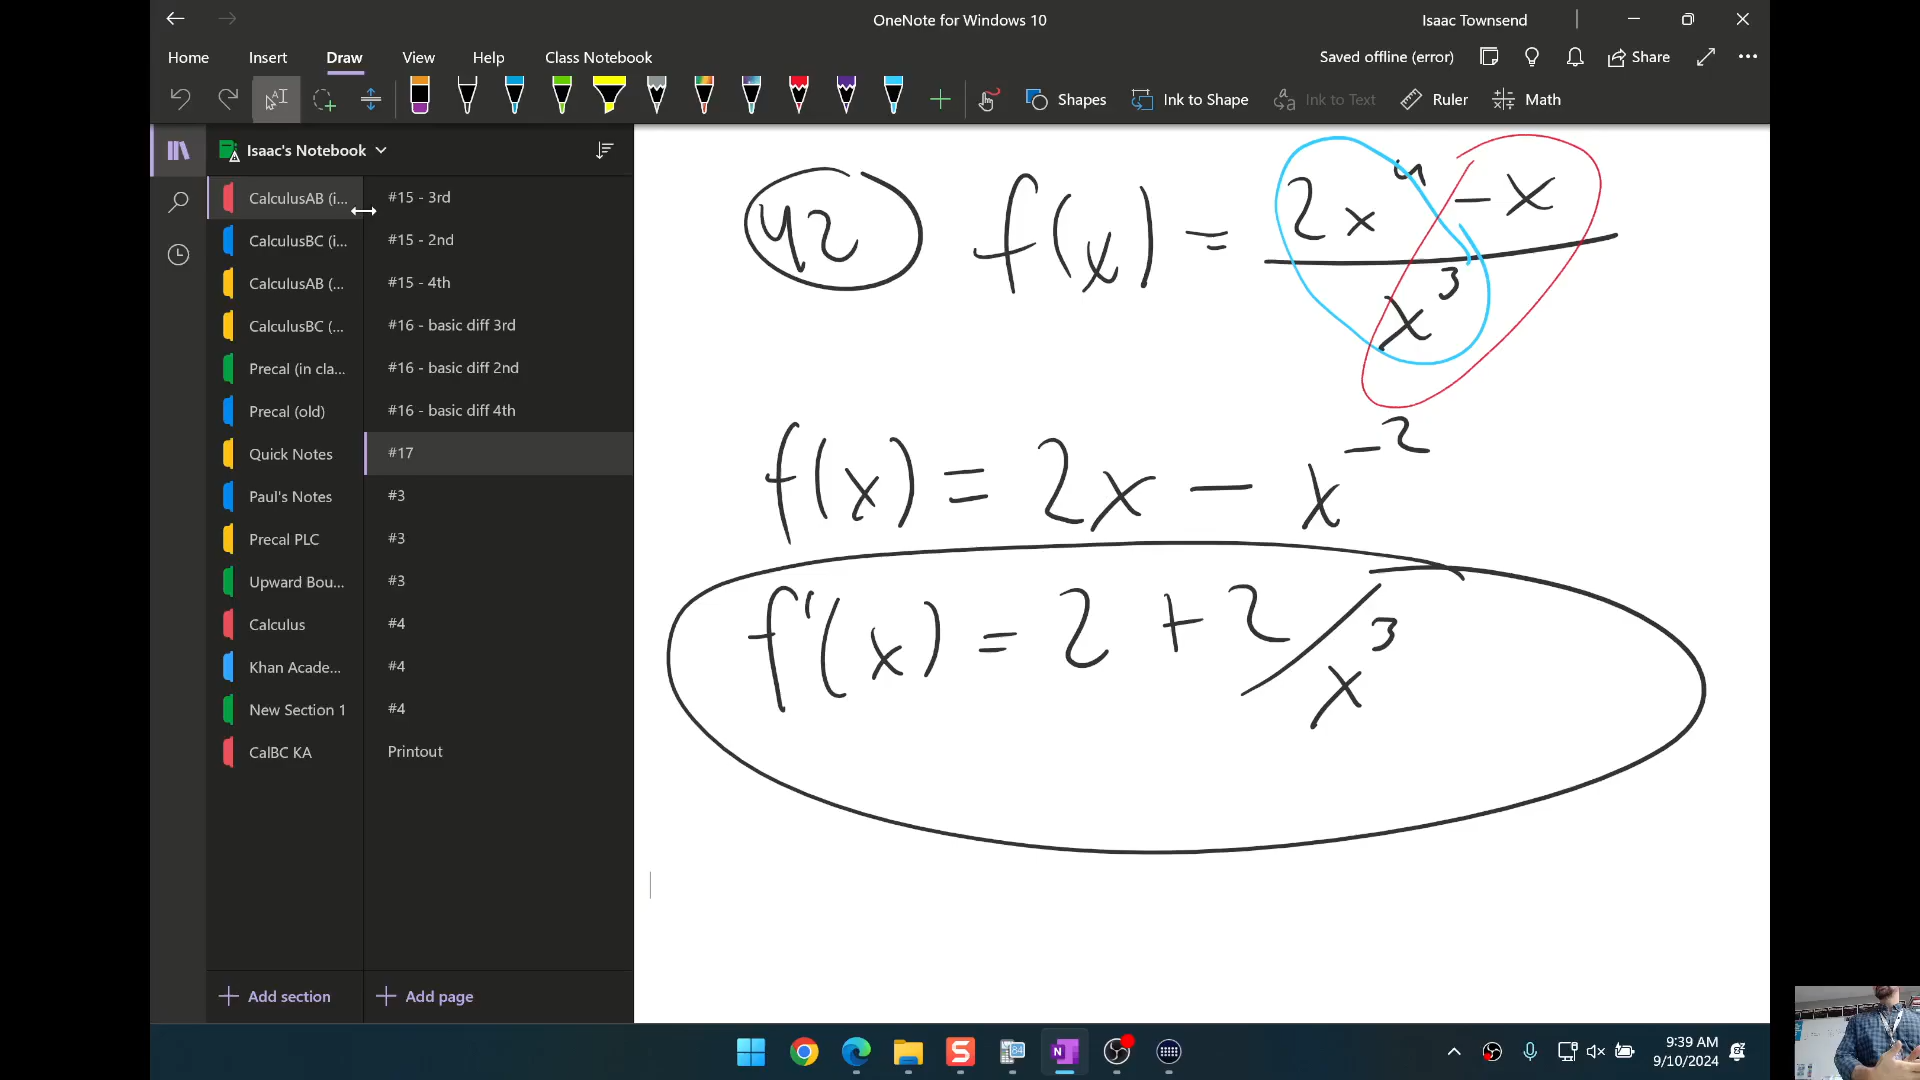 OneNote for Windows 10
Isaac Townsend
Home Insert Draw View Help Class Notebook
Saved offline (error) Share
Shapes Ink to Shape Ink to Text Ruler Math
Isaac's Notebook
CalculusAB (i...
CalculusBC (i...
CalculusAB (...
CalculusBC (...
Precal (in cla...
Precal (old)
Quick Notes
Paul's Notes
Precal PLC
Upward Bou...
Calculus
Khan Acade...
New Section 1
CalBC KA
Add section
#15 - 3rd
#15 - 2nd
#15 - 4th
#16 - basic diff 3rd
#16 - basic diff 2nd
#16 - basic diff 4th
#17
#3
#3
#3
#4
#4
#4
Printout
Add page
42 f(x) = 2x⁴ - x
x³
f(x) = 2x - x⁻²
f'(x) = 2 + 2/x³
9:39 AM
9/10/2024